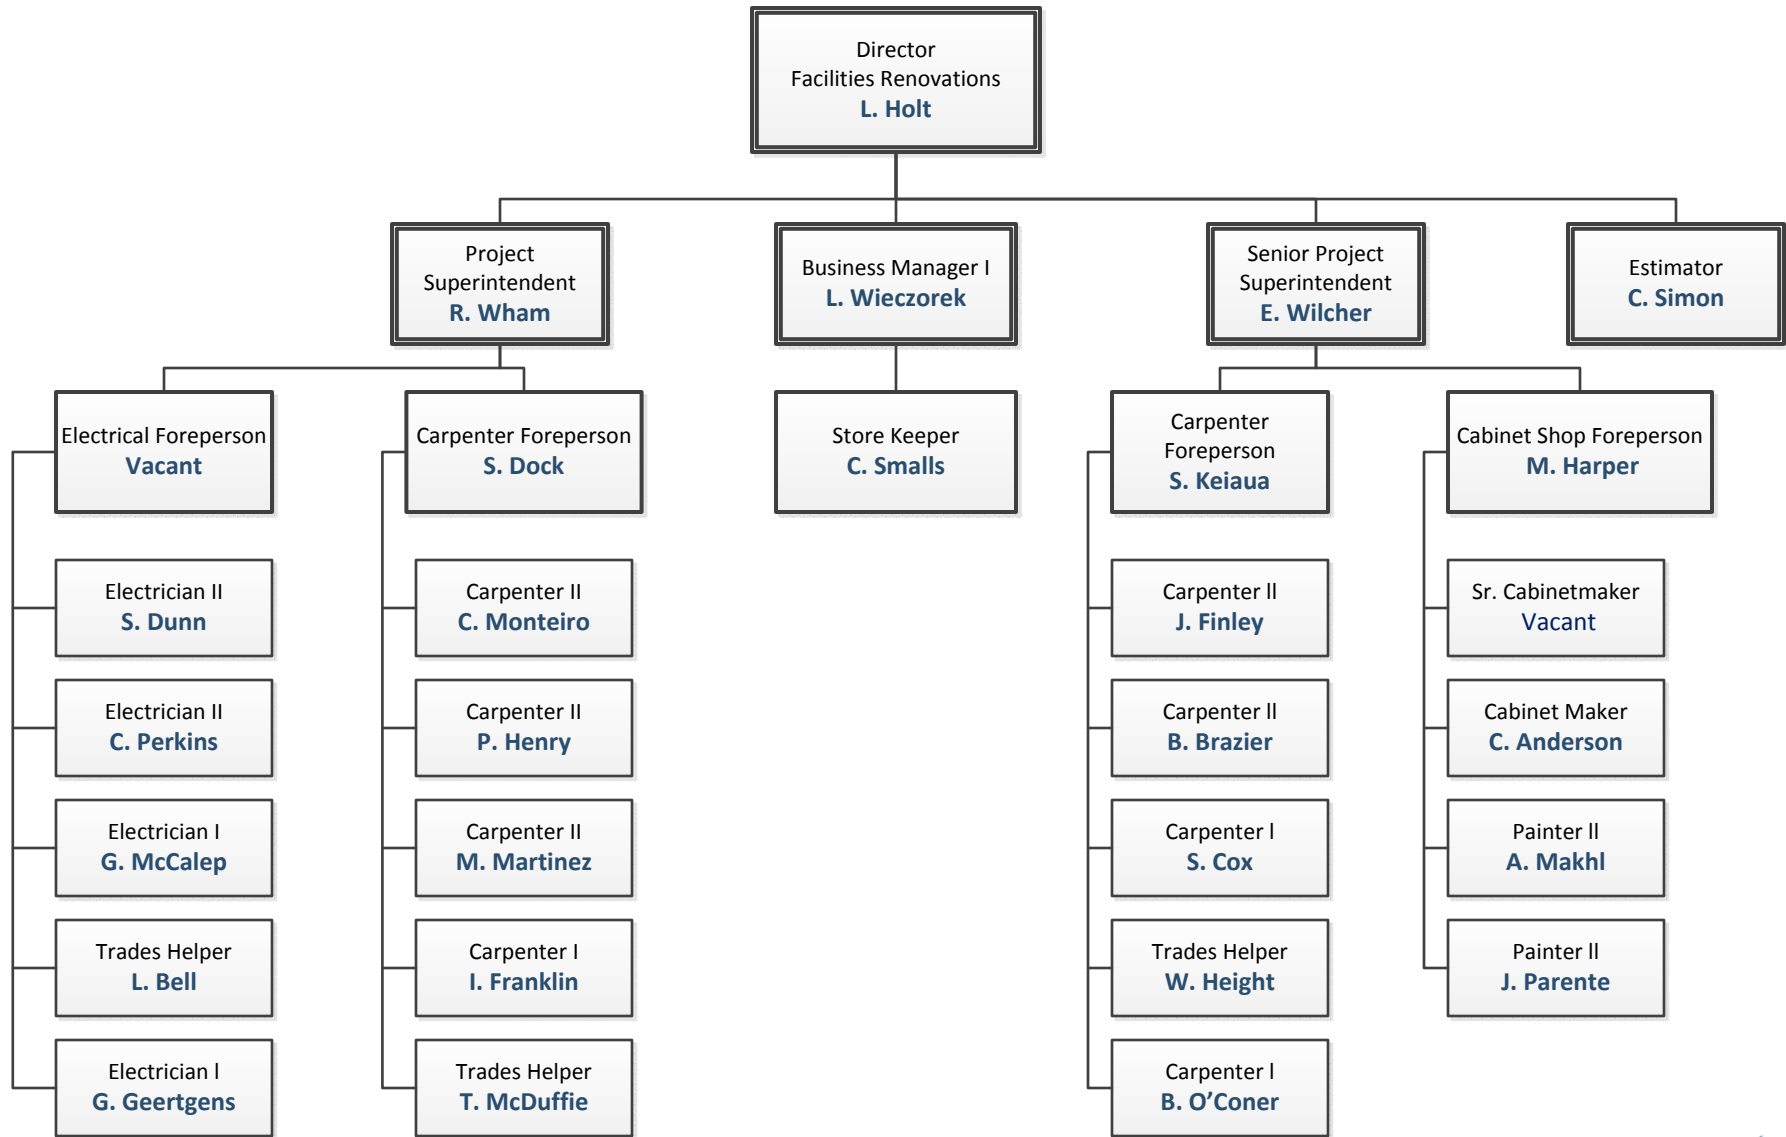 Director
Facilities Renovations
L. Holt
Project
Superintendent
R. Wham
Business Manager I
L. Wieczorek
Senior Project
Superintendent
E. Wilcher
Estimator
C. Simon
Electrical Foreperson
Vacant
Carpenter Foreperson
S. Dock
Store Keeper
C. Smalls
Carpenter
Foreperson
S. Keiaua
Cabinet Shop Foreperson
M. Harper
Electrician II
S. Dunn
Electrician II
C. Perkins
Electrician I
G. McCalep
Trades Helper
L. Bell
Electrician l
G. Geertgens
Carpenter II
C. Monteiro
Carpenter II
P. Henry
Carpenter II
M. Martinez
Carpenter I
I. Franklin
Trades Helper
T. McDuffie
Carpenter ll
J. Finley
Carpenter ll
B. Brazier
Carpenter l
S. Cox
Trades Helper
W. Height
Carpenter l
B. O’Coner
Sr. Cabinetmaker
Vacant
Cabinet Maker
C. Anderson
Painter ll
A. Makhl
Painter ll
J. Parente